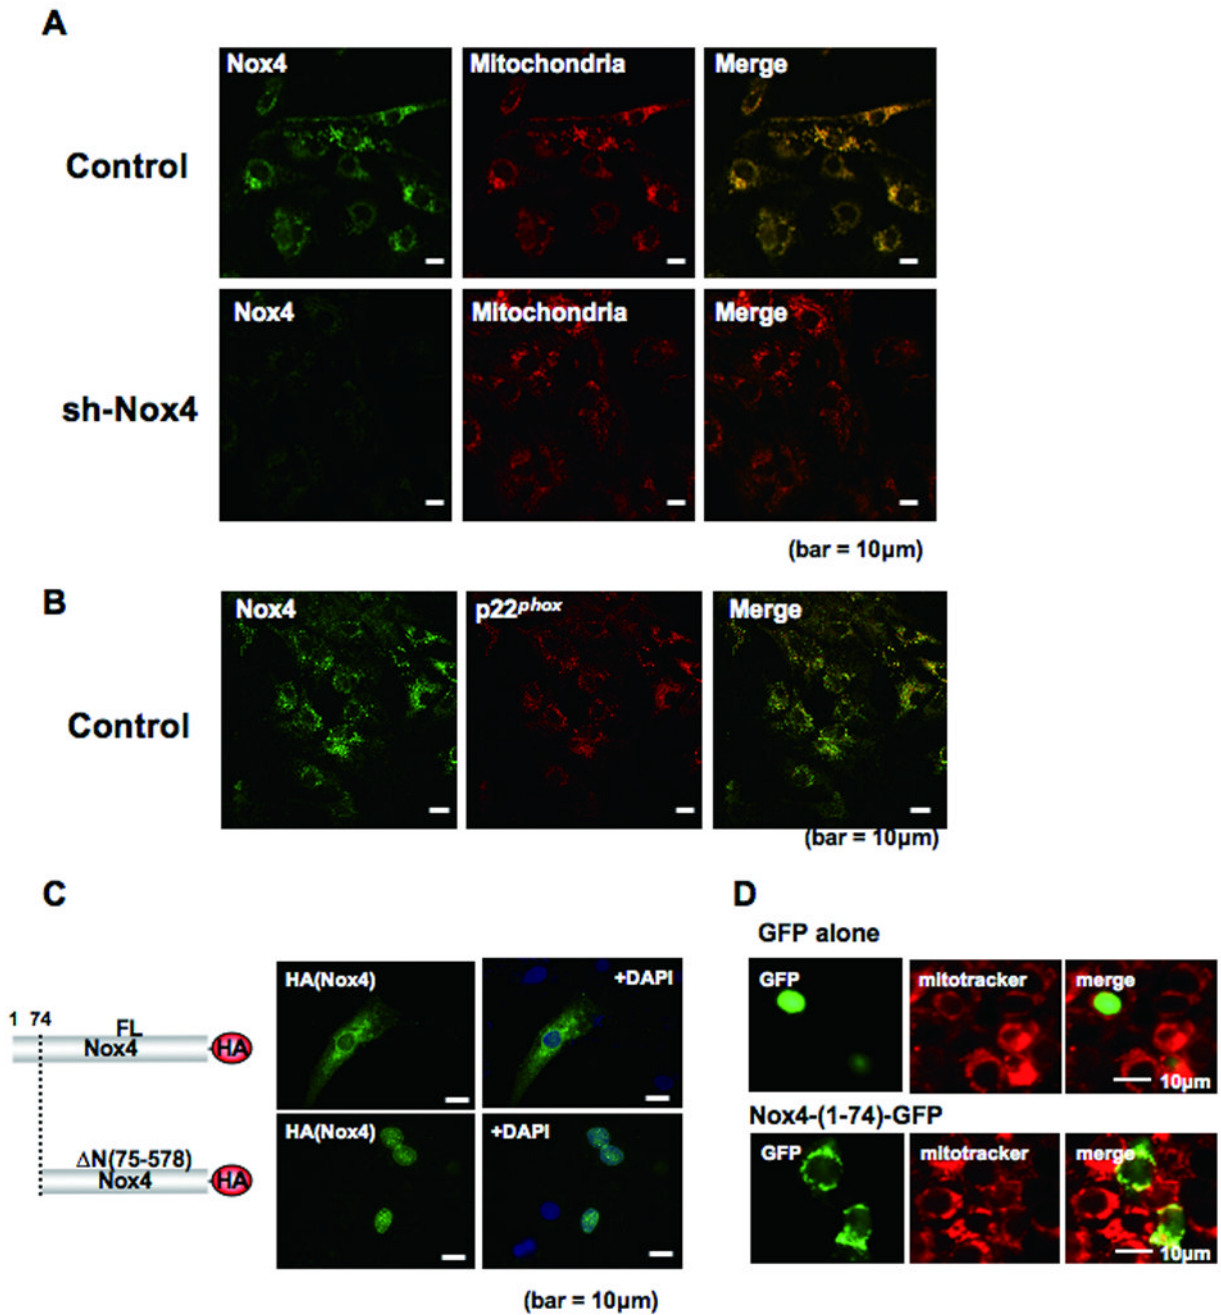 A
Nox4 Mitochondria Merge
Control
Nox4 Mitochondria Merge
sh-Nox4
(bar = 10µm)
B
Nox4 p22phox Merge
Control
(bar = 10µm)
C
HA(Nox4) +DAPI
1 74
FL
Nox4 HA
HA(Nox4) +DAPI
ΔN(75-578)
Nox4 HA
(bar = 10µm)
D
GFP alone
GFP mitotracker merge
10µm
Nox4-(1-74)-GFP
GFP mitotracker merge
10µm